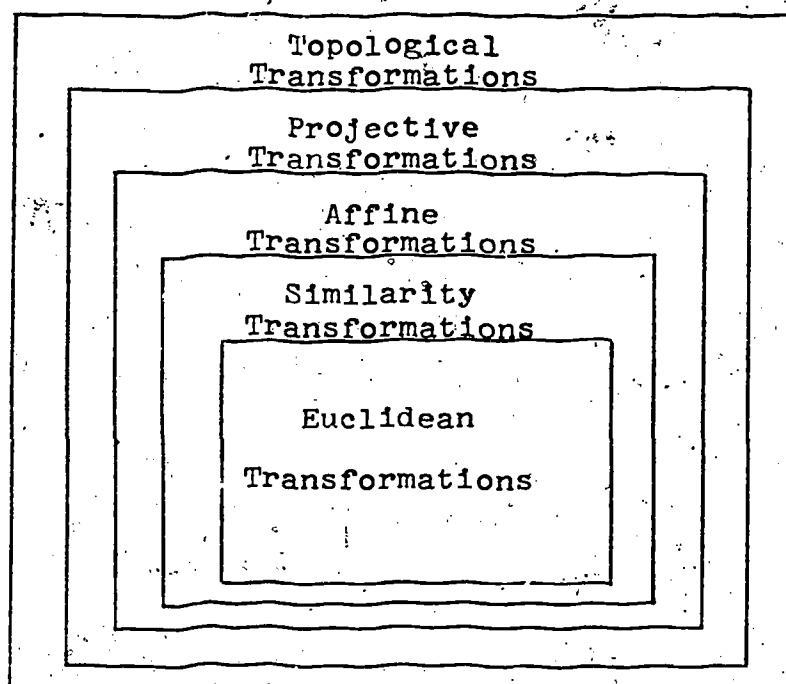 Topological
Transformations
Projective
Transformations
Affine
Transformations
Similarity
Transformations
Euclidean
Transformations